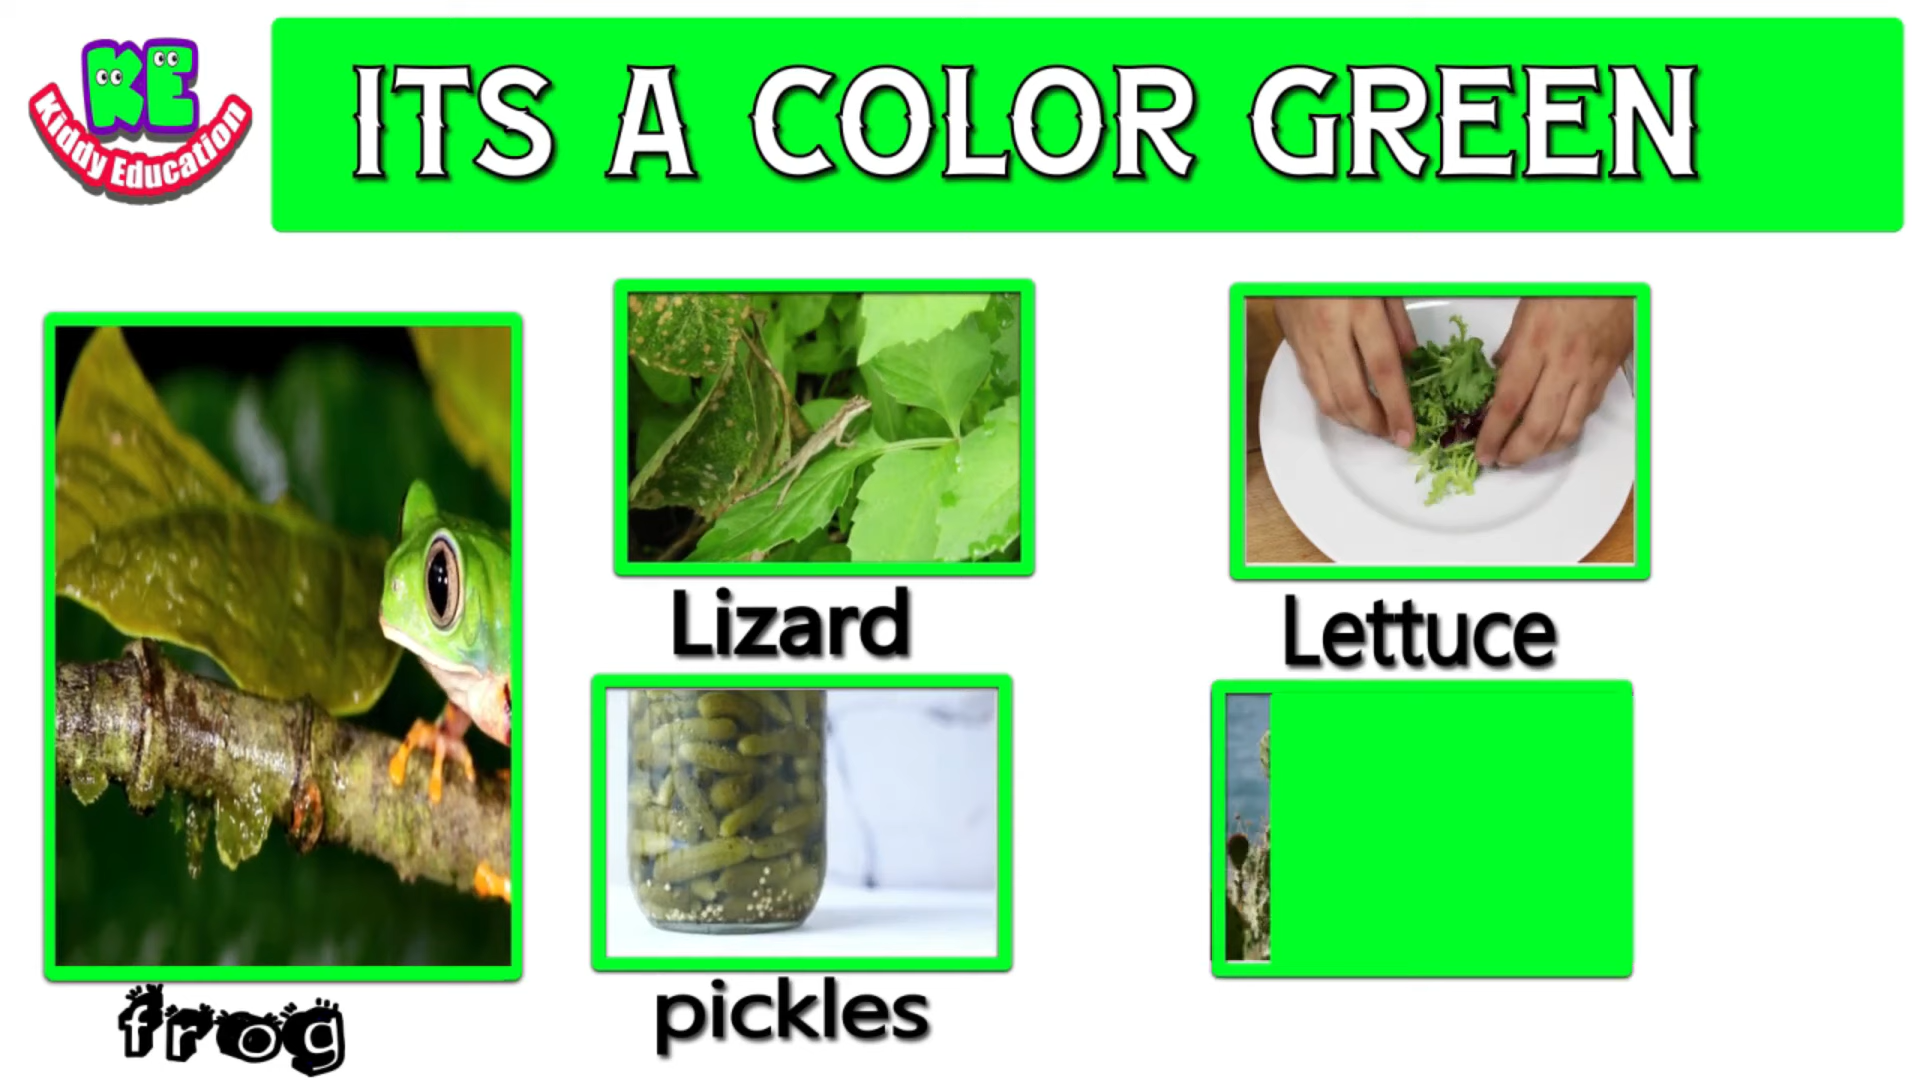 KE
Kiddy Education
ITS A COLOR GREEN
Lizard
Lettuce
frog
pickles